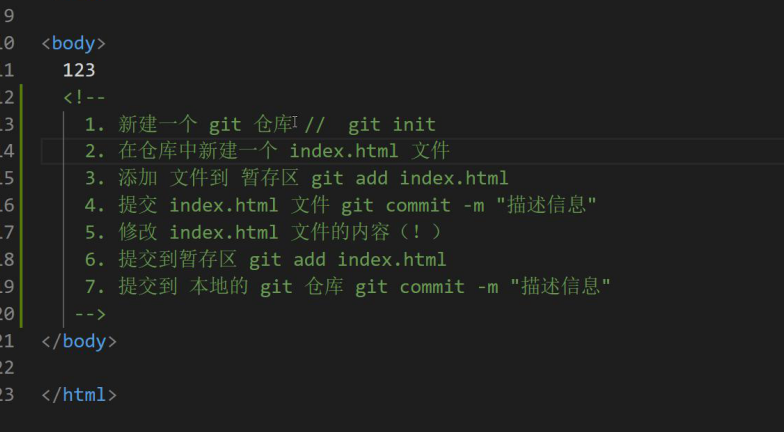 9
10 <body>
11 123
12 <!--
13 1. 新建一个 git 仓库 // git init
14 2. 在仓库中新建一个 index.html 文件
15 3. 添加 文件到 暂存区 git add index.html
16 4. 提交 index.html 文件 git commit -m "描述信息"
17 5. 修改 index.html 文件的内容（！）
18 6. 提交到暂存区 git add index.html
19 7. 提交到 本地的 git 仓库 git commit -m "描述信息"
20 -->
21 </body>
22
23 </html>